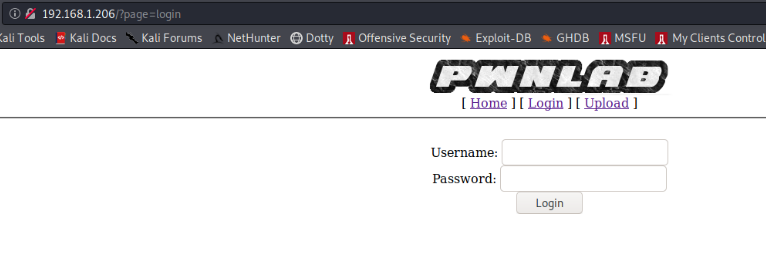 192.168.1.206/?page=login
Kali Tools Kali Docs Kali Forums NetHunter Dotty Offensive Security Exploit-DB GHDB MSFU My Clients Control
PWNLAB
[ Home ] [ Login ] [ Upload ]
Username:
Password:
Login